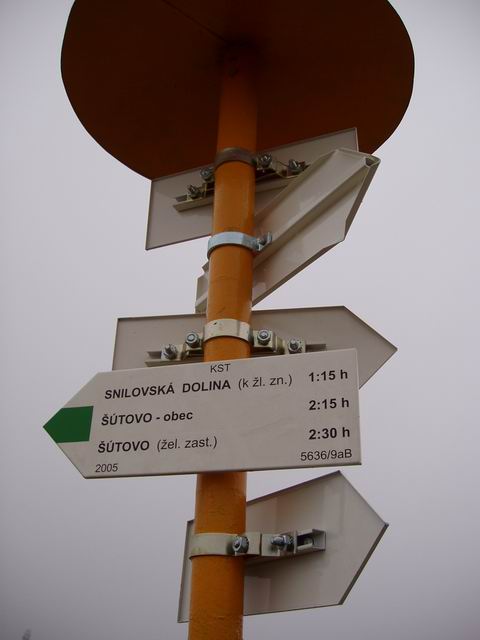 KST
SNILOVSKÁ DOLINA (k žl. zn.) 1:15 h
ŠÚTOVO - obec 2:15 h
ŠÚTOVO (žel. zast.) 2:30 h
2005 5636/9aB